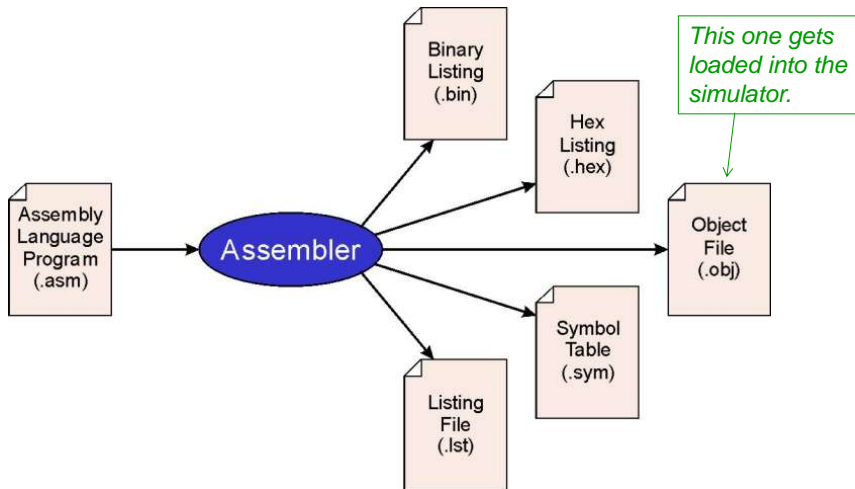 Binary
Listing
(.bin)
This one gets
loaded into the
simulator.
Hex
Listing
(.hex)
Assembly
Language
Program
(.asm)
Assembler
Object
File
(.obj)
Symbol
Table
(.sym)
Listing
File
(.lst)